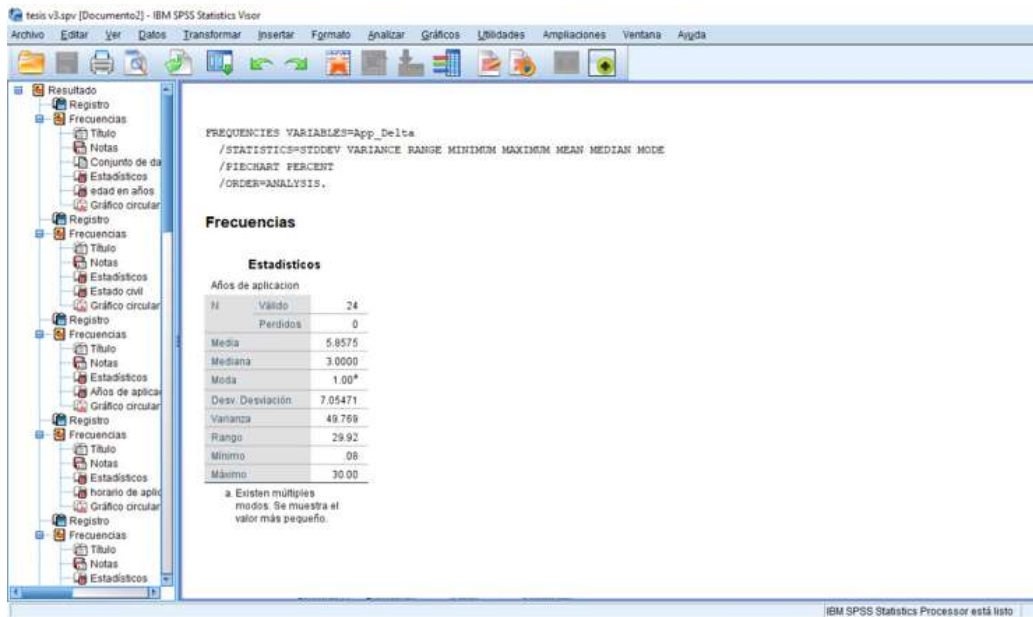 tesis v3.spv [Documento2] - IBM SPSS Statistics Visor
Archivo Editar Ver Datos Transformar Insertar Formato Analizar Gráficos Utilidades Ampliaciones Ventana Ayuda
Resultado
Registro
Frecuencias
Título
Notas
Conjunto de da
Estadísticos
edad en años
Gráfico circular
Registro
Frecuencias
Título
Notas
Estadísticos
Estado civil
Gráfico circular
Registro
Frecuencias
Título
Notas
Estadísticos
Años de aplica
Gráfico circular
Registro
Frecuencias
Título
Notas
Estadísticos
horario de aplic
Gráfico circular
Registro
Frecuencias
Título
Notas
Estadísticos
FREQUENCIES VARIABLES=App_Delta
/STATISTICS=STDDEV VARIANCE RANGE MINIMUM MAXIMUM MEAN MEDIAN MODE
/PIECHART PERCENT
/ORDER=ANALYSIS.
Frecuencias
Estadísticos
Años de aplicacion
N Válido 24
Perdidos 0
Media 5.8575
Mediana 3.0000
Moda 1.00a
Desv. Desviación 7.05471
Varianza 49.769
Rango 29.92
Mínimo .08
Máximo 30.00
a. Existen múltiples
modos. Se muestra el
valor más pequeño.
IBM SPSS Statistics Processor está listo